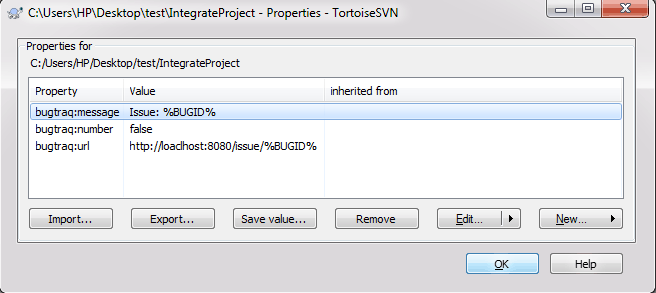 C:\Users\HP\Desktop\test\IntegrateProject - Properties - TortoiseSVN
Properties for
C:/Users/HP/Desktop/test/IntegrateProject
Property Value inherited from
bugtraq:message Issue: %BUGID%
bugtraq:number false
bugtraq:url http://loaclhost:8080/issue/%BUGID%
Import... Export... Save value... Remove Edit... New...
OK Help